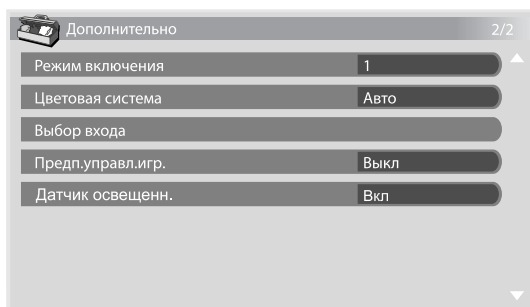 Дополнительно 2/2
Режим включения 1
Цветовая система Авто
Выбор входа
Предп.управл.игр. Выкл
Датчик освещенн. Вкл